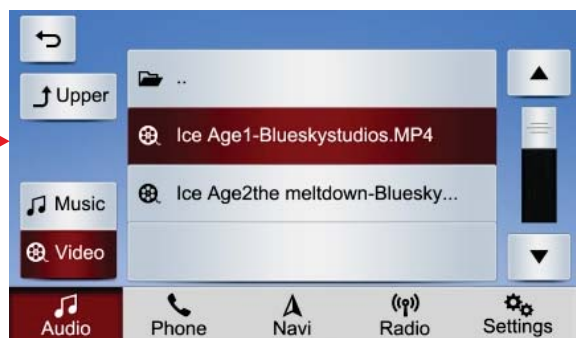 ..
Upper
Ice Age1-Blueskystudios.MP4
Music
Ice Age2the meltdown-Bluesky...
Video
Audio
Phone
Navi
Radio
Settings